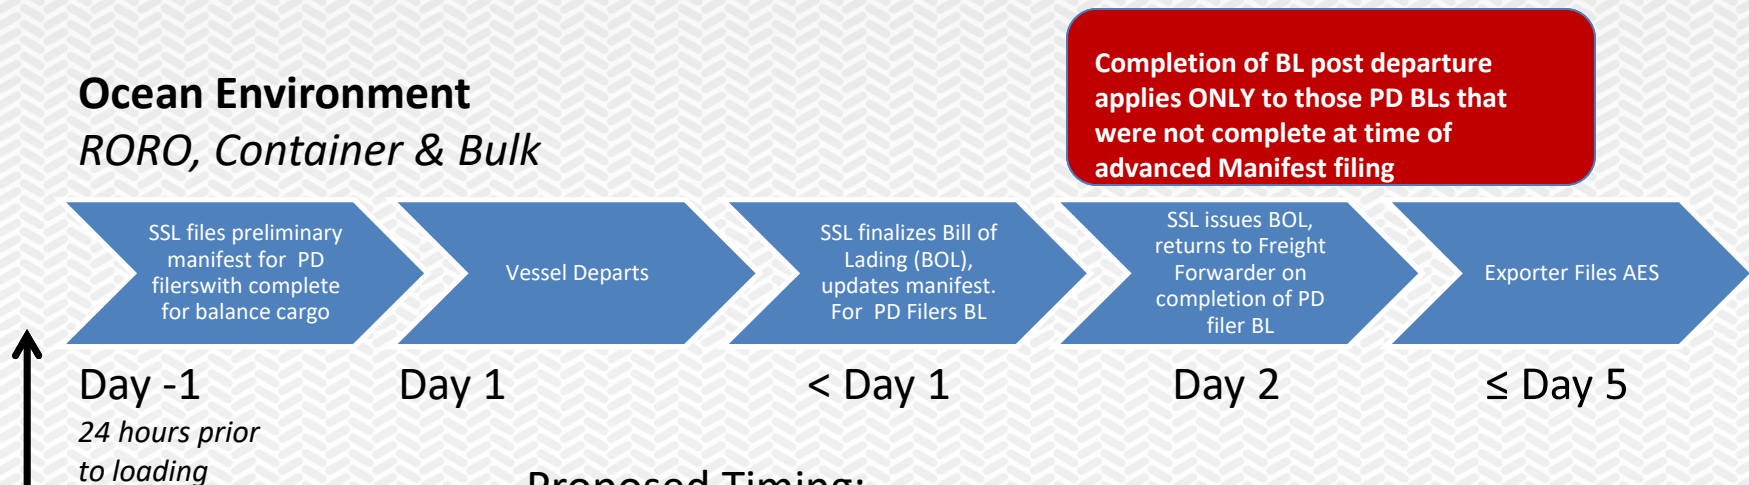 Completion of BL post departure
applies ONLY to those PD BLs that
were not complete at time of
advanced Manifest filing
Ocean Environment
RORO, Container & Bulk
SSL files preliminary
manifest for PD
filerswith complete
for balance cargo
Vessel Departs
SSL finalizes Bill of
Lading (BOL),
updates manifest.
For PD Filers BL
SSL issues BOL,
returns to Freight
Forwarder on
completion of PD
filer BL
Exporter Files AES
Day -1
24 hours prior
to loading
Day 1
< Day 1
Day 2
≤ Day 5
Proposed Timing: